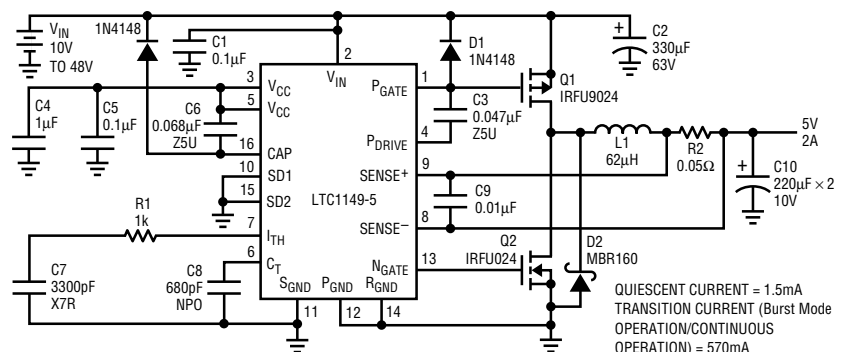 VIN
10V
TO 48V
1N4148
C1
0.1µF
D1
1N4148
C2
330µF
63V
+
2
VIN
3
VCC
5
VCC
16
CAP
10
SD1
15
SD2
7
ITH
6
CT
LTC1149-5
PGATE
1
PDRIVE
4
SENSE+
9
SENSE−
8
NGATE
13
SGND
PGND
RGND
11
12
14
C4
1µF
C5
0.1µF
C6
0.068µF
Z5U
C3
0.047µF
Z5U
Q1
IRFU9024
L1
62µH
R2
0.05Ω
5V
2A
+
C10
220µF × 2
10V
C9
0.01µF
R1
1k
C7
3300pF
X7R
C8
680pF
NPO
Q2
IRFU024
D2
MBR160
QUIESCENT CURRENT = 1.5mA
TRANSITION CURRENT (Burst Mode
OPERATION/CONTINUOUS
OPERATION) = 570mA